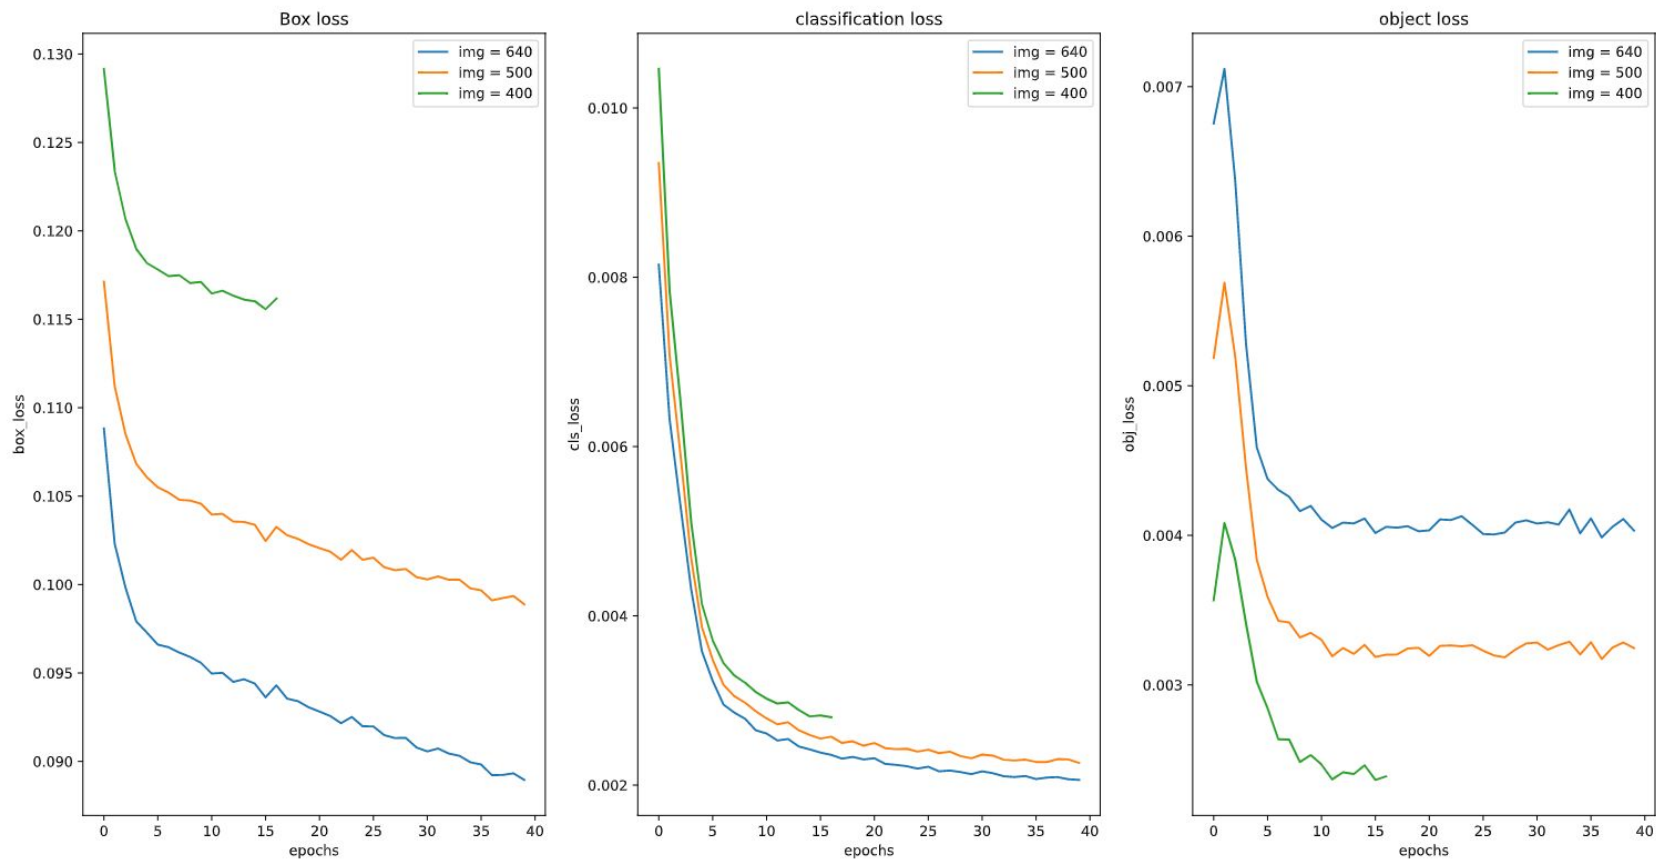 Box loss
0.130
0.125
0.120
0.115
0.110
0.105
0.100
0.095
0.090
box_loss
0 5 10 15 20 25 30 35 40
epochs
img = 640
img = 500
img = 400
classification loss
0.010
0.008
0.006
0.004
0.002
cls_loss
0 5 10 15 20 25 30 35 40
epochs
img = 640
img = 500
img = 400
object loss
0.007
0.006
0.005
0.004
0.003
obj_loss
0 5 10 15 20 25 30 35 40
epochs
img = 640
img = 500
img = 400